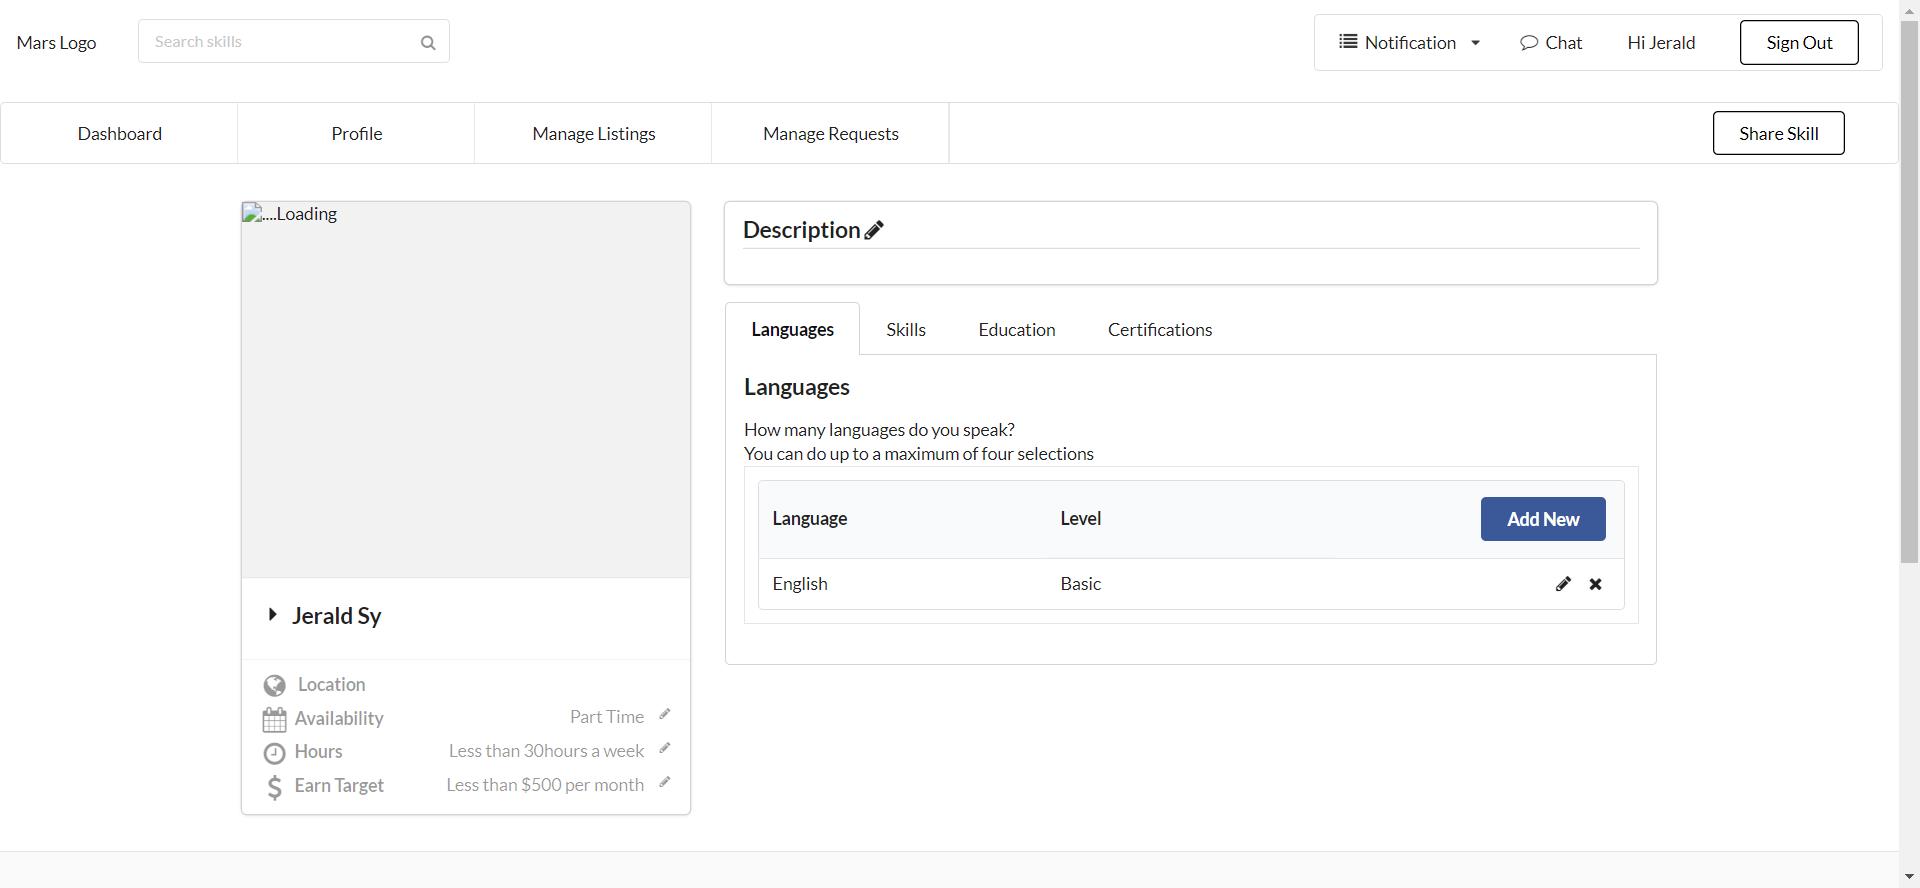 Mars Logo
Search skills
Notification
Chat
Hi Jerald
Sign Out
Dashboard
Profile
Manage Listings
Manage Requests
Share Skill
....Loading
Jerald Sy
Location
Availability Part Time
Hours Less than 30hours a week
Earn Target Less than $500 per month
Description
Languages Skills Education Certifications
Languages
How many languages do you speak?
You can do up to a maximum of four selections
Language Level Add New
English Basic